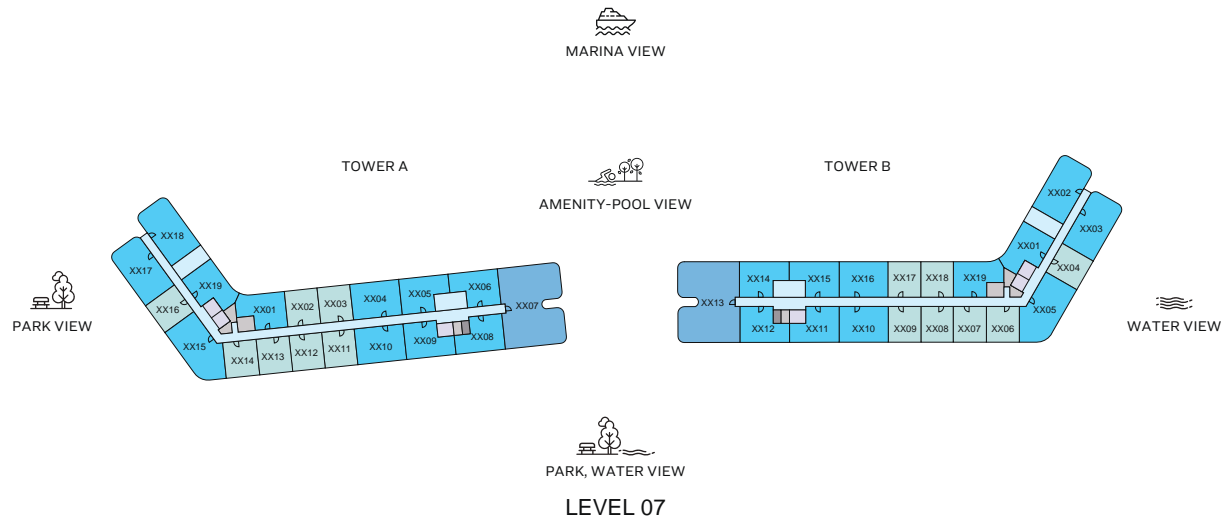 MARINA VIEW
TOWER A
TOWER B
AMENITY-POOL VIEW
XX18
XX17
XX19
XX16
XX15
XX01
XX02
XX03
XX04
XX05
XX06
XX07
XX14
XX13
XX12
XX11
XX10
XX09
XX08
XX02
XX03
XX01
XX04
XX05
XX14
XX15
XX16
XX17
XX18
XX19
XX13
XX12
XX11
XX10
XX09
XX08
XX07
XX06
PARK VIEW
WATER VIEW
PARK, WATER VIEW
LEVEL 07